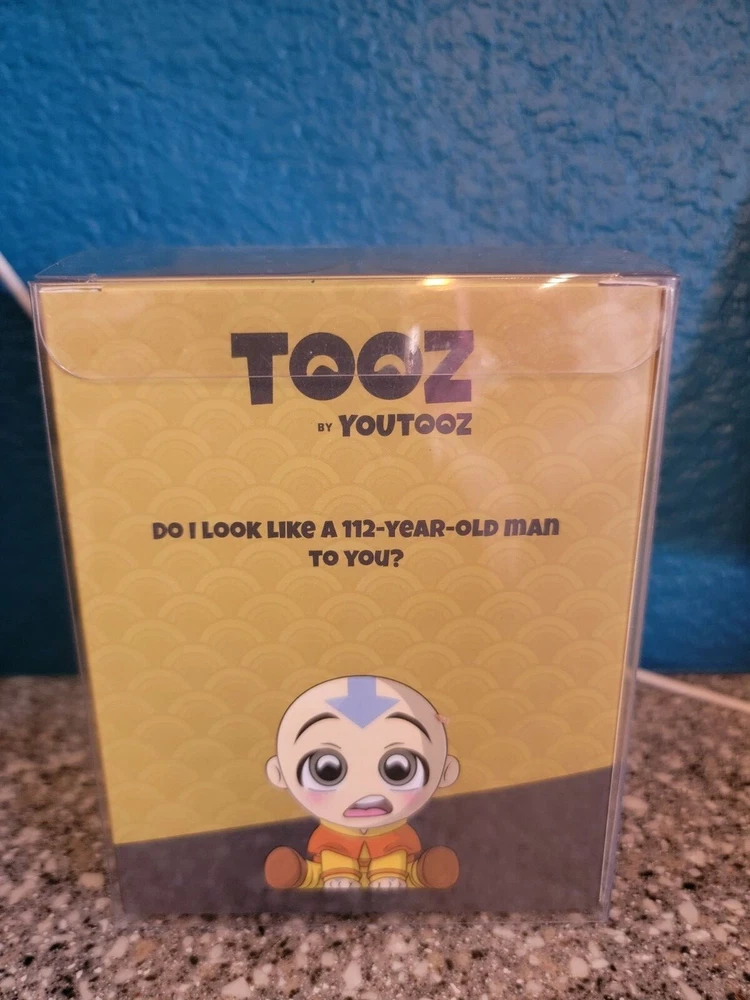 TOOZ
BY YOUTOOZ
DO I LOOK LIKE A 112-YEAR-OLD MAN
TO YOU?